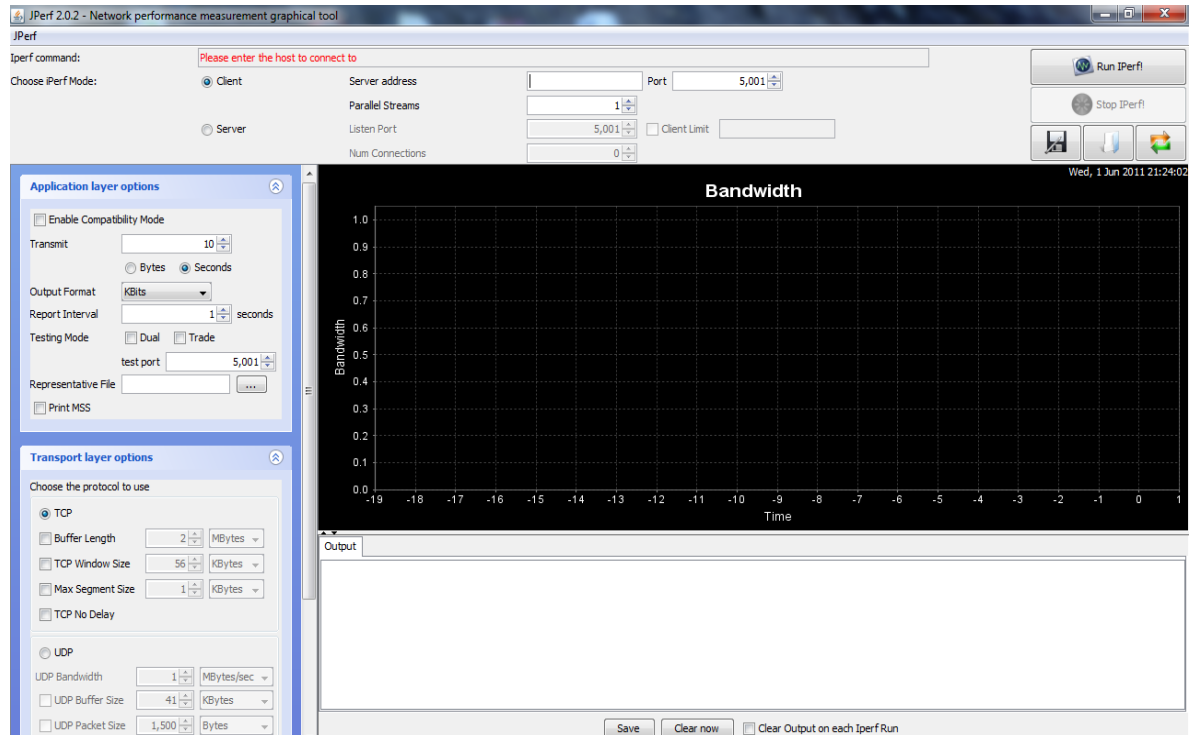 JPerf 2.0.2 - Network performance measurement graphical tool
JPerf
Iperf command: Please enter the host to connect to
Run IPerf!
Choose iPerf Mode: Client Server address Port 5,001
Parallel Streams 1
Stop IPerf!
Server Listen Port 5,001 Client Limit
Num Connections 0
Application layer options
Enable Compatibility Mode
Transmit 10
Bytes Seconds
Output Format KBits
Report Interval 1 seconds
Testing Mode Dual Trade
test port 5,001
Representative File ...
Print MSS
Transport layer options
Choose the protocol to use
TCP
Buffer Length 2 MBytes
TCP Window Size 56 KBytes
Max Segment Size 1 KBytes
TCP No Delay
UDP
UDP Bandwidth 1 MBytes/sec
UDP Buffer Size 41 KBytes
UDP Packet Size 1,500 Bytes
Wed, 1 Jun 2011 21:24:02
Bandwidth
Bandwidth
1.0
0.9
0.8
0.7
0.6
0.5
0.4
0.3
0.2
0.1
0.0
-19 -18 -17 -16 -15 -14 -13 -12 -11 -10 -9 -8 -7 -6 -5 -4 -3 -2 -1 0 1
Time
Output
Save Clear now Clear Output on each Iperf Run